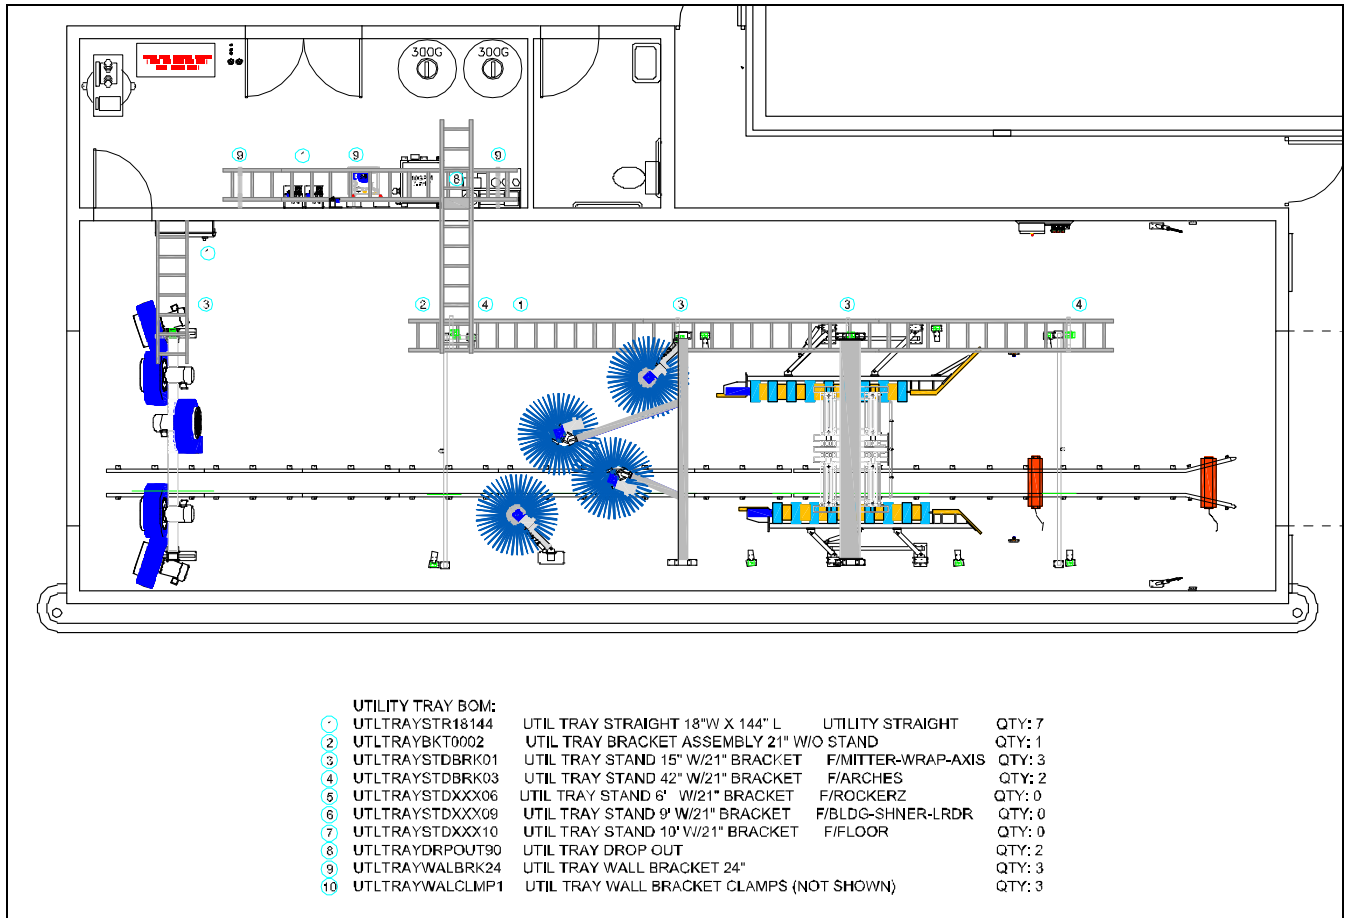 300G 300G
9 1 9 9
8
1
3 2 4 1 3 3 4
UTILITY TRAY BOM:
1 UTLTRAYSTR18144 UTIL TRAY STRAIGHT 18"W X 144" L UTILITY STRAIGHT QTY: 7
2 UTLTRAYBKT0002 UTIL TRAY BRACKET ASSEMBLY 21" W/O STAND QTY: 1
3 UTLTRAYSTDBRK01 UTIL TRAY STAND 15" W/21" BRACKET F/MITTER-WRAP-AXIS QTY: 3
4 UTLTRAYSTDBRK03 UTIL TRAY STAND 42" W/21" BRACKET F/ARCHES QTY: 2
5 UTLTRAYSTDXXX06 UTIL TRAY STAND 6' W/21" BRACKET F/ROCKERZ QTY: 0
6 UTLTRAYSTDXXX09 UTIL TRAY STAND 9' W/21" BRACKET F/BLDG-SHNER-LRDR QTY: 0
7 UTLTRAYSTDXXX10 UTIL TRAY STAND 10' W/21" BRACKET F/FLOOR QTY: 0
8 UTLTRAYDRPOUT90 UTIL TRAY DROP OUT QTY: 2
9 UTLTRAYWALBRK24 UTIL TRAY WALL BRACKET 24" QTY: 3
10 UTLTRAYWALCLMP1 UTIL TRAY WALL BRACKET CLAMPS (NOT SHOWN) QTY: 3